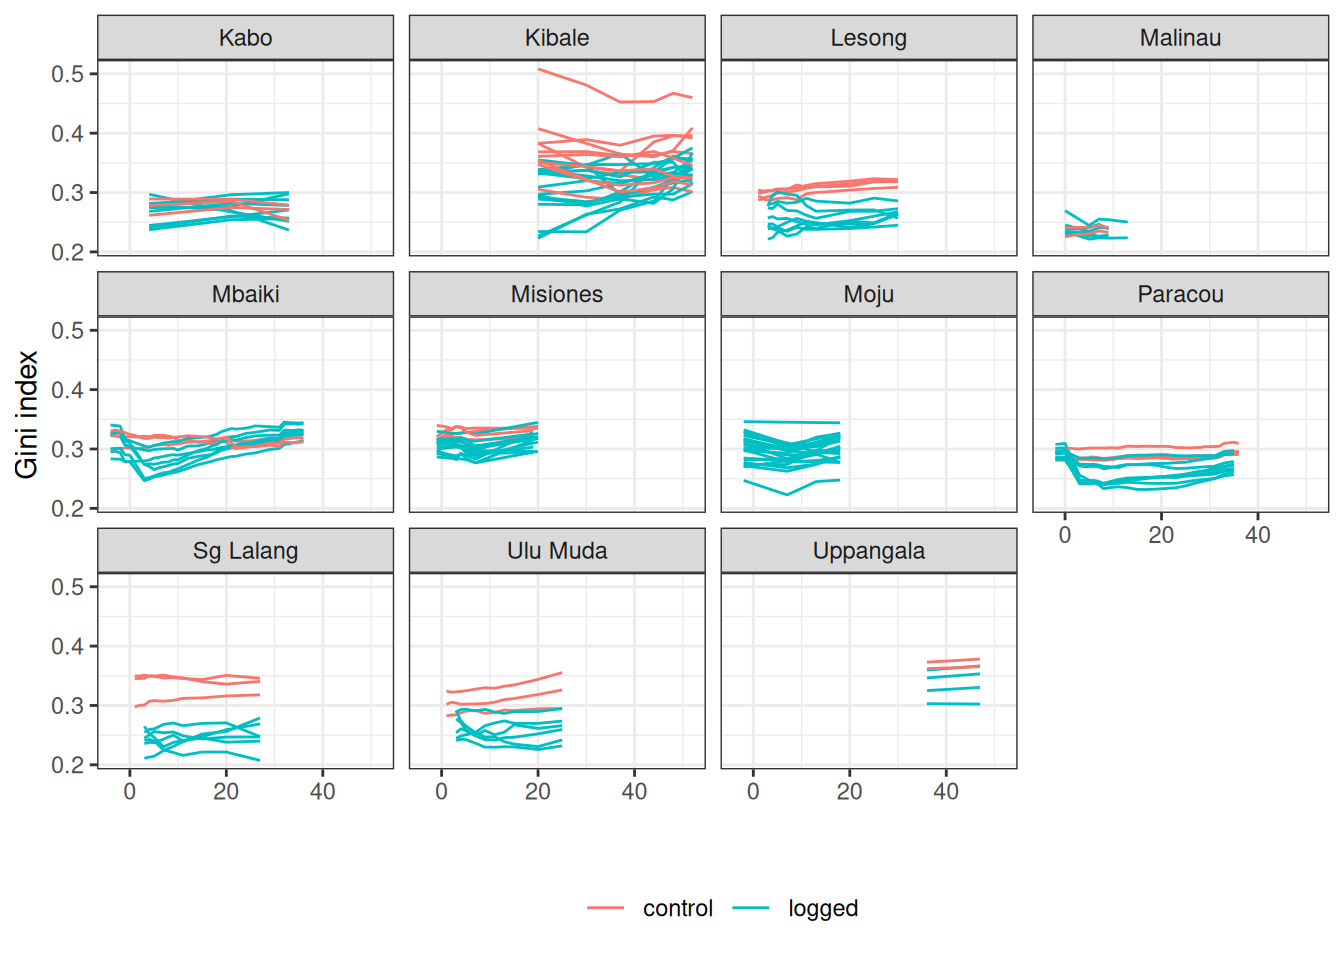 Kabo Kibale Lesong Malinau
0.5
0.4
0.3
0.2
Mbaiki Misiones Moju Paracou
0.5
0.4
0.3
0.2
Gini index
0 20 40
Sg Lalang Ulu Muda Uppangala
0.5
0.4
0.3
0.2
0 20 40 0 20 40 0 20 40
control logged